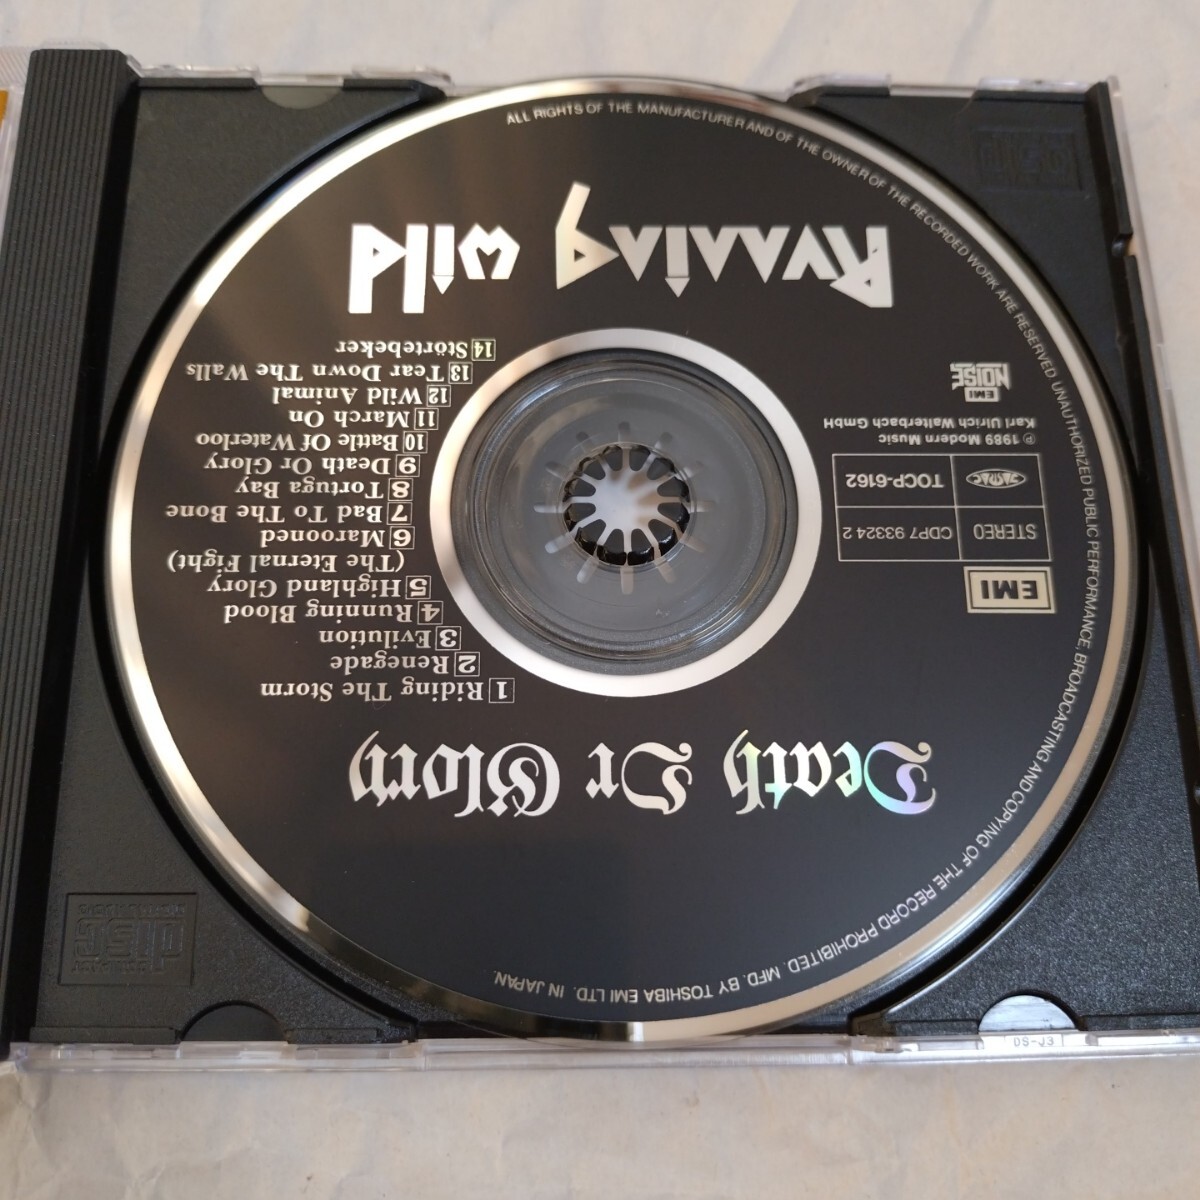 Death Or Glory
1 Riding The Storm
2 Renegade
3 Evilution
4 Running Blood
5 Highland Glory
(The Eternal Fight)
6 Marooned
7 Bad To The Bone
8 Tortuga Bay
9 Death Or Glory
10 Battle Of Waterloo
11 March On
12 Wild Animal
13 Tear Down The Walls
14 Störtebeker
EMI
STEREO CDP7 93324 2
JASRAC TOCP-6162
℗ 1989 Modern Music
Karl Ulrich Walterbach GmbH
EMI
NOISE
Running Wild
ALL RIGHTS OF THE MANUFACTURER AND OF THE OWNER OF THE RECORDED WORK ARE RESERVED UNAUTHORIZED PUBLIC PERFORMANCE, BROADCASTING AND COPYING OF THE RECORD PROHIBITED. MFD. BY TOSHIBA EMI LTD. IN JAPAN.
disc
disc
DS-J3